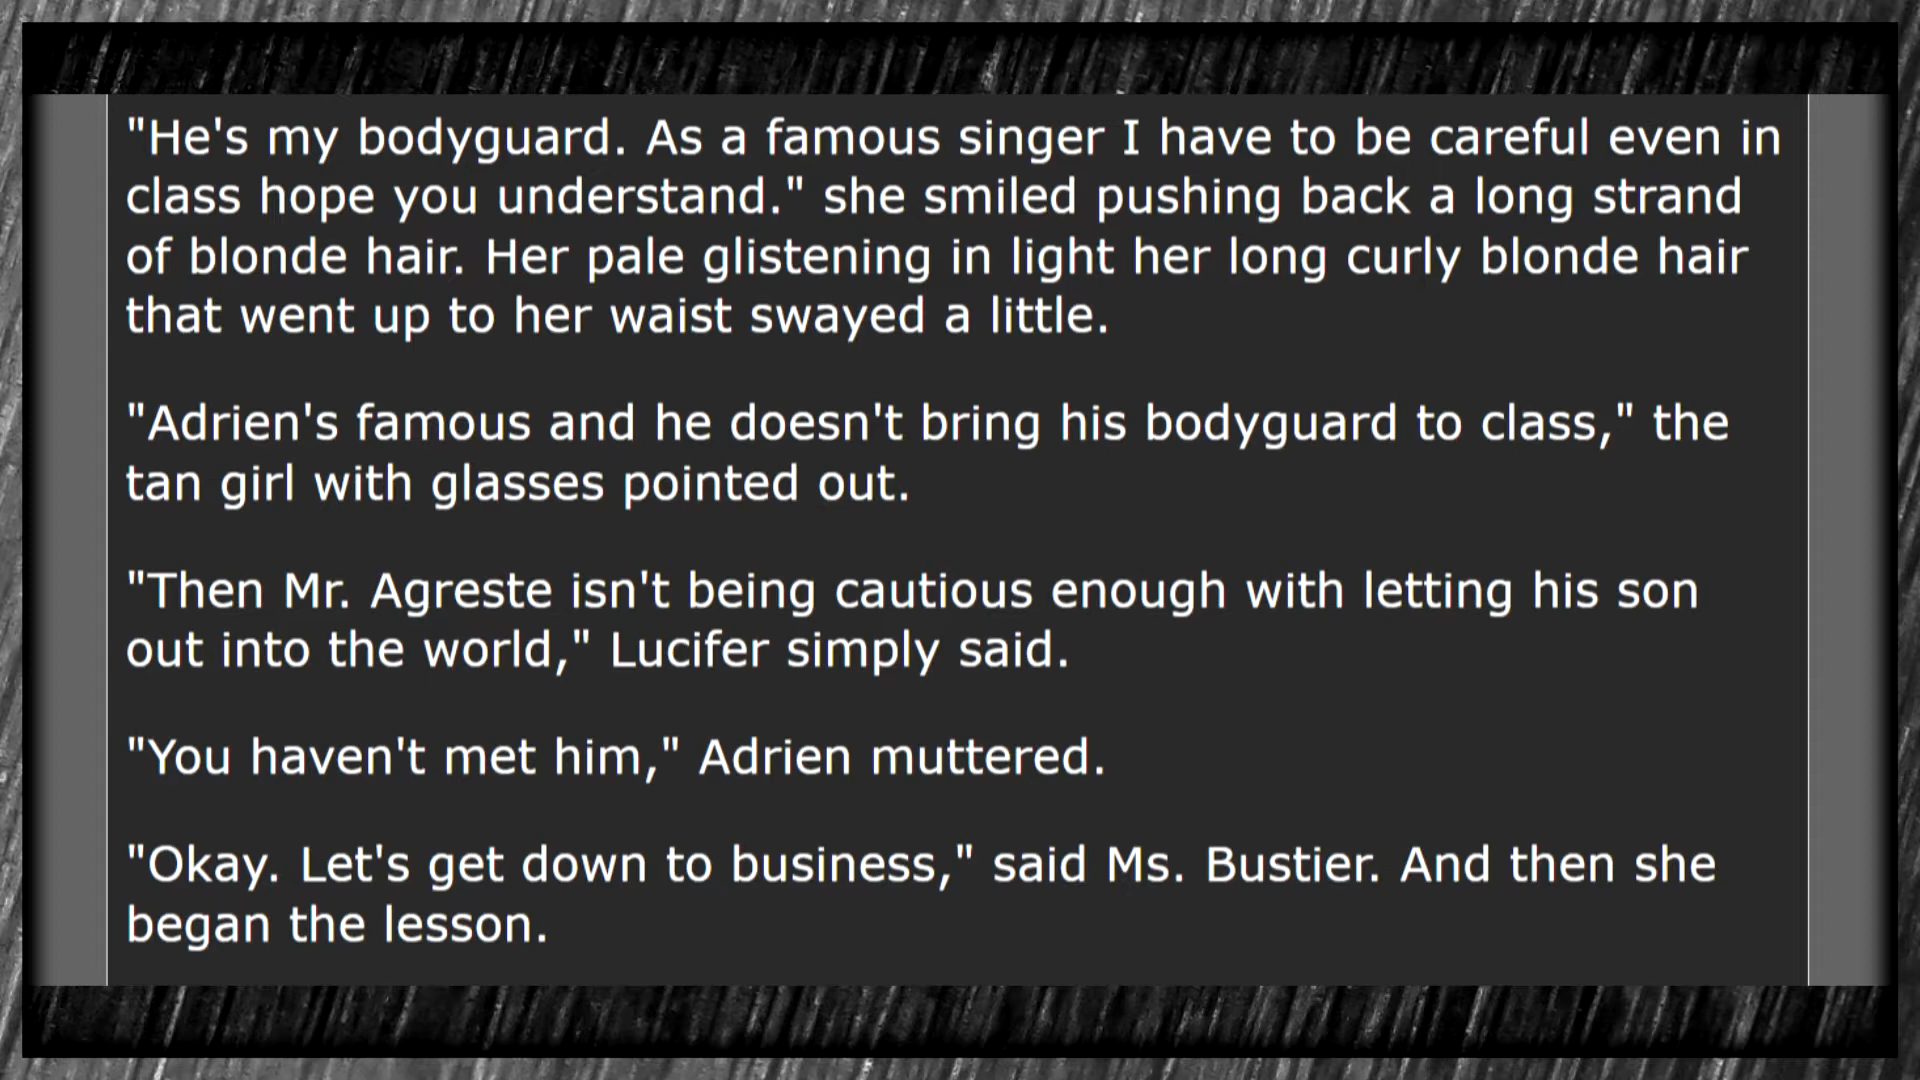 "He's my bodyguard. As a famous singer I have to be careful even in
class hope you understand." she smiled pushing back a long strand
of blonde hair. Her pale glistening in light her long curly blonde hair
that went up to her waist swayed a little.
"Adrien's famous and he doesn't bring his bodyguard to class," the
tan girl with glasses pointed out.
"Then Mr. Agreste isn't being cautious enough with letting his son
out into the world," Lucifer simply said.
"You haven't met him," Adrien muttered.
"Okay. Let's get down to business," said Ms. Bustier. And then she
began the lesson.